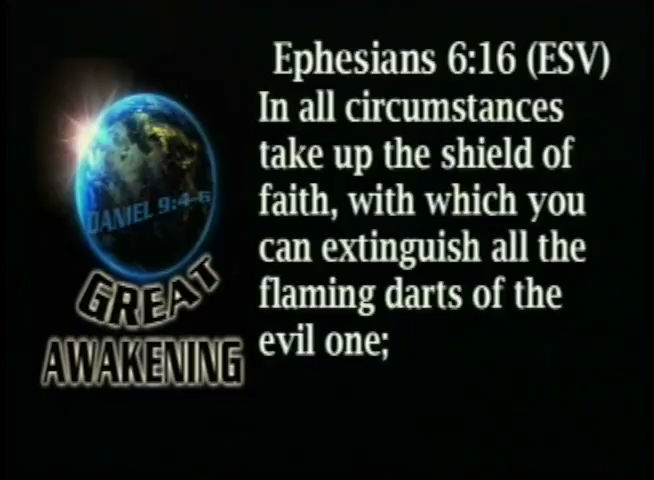 Ephesians 6:16 (ESV)
In all circumstances
take up the shield of
faith, with which you
can extinguish all the
flaming darts of the
evil one;
DANIEL 9:4-6
GREAT
AWAKENING